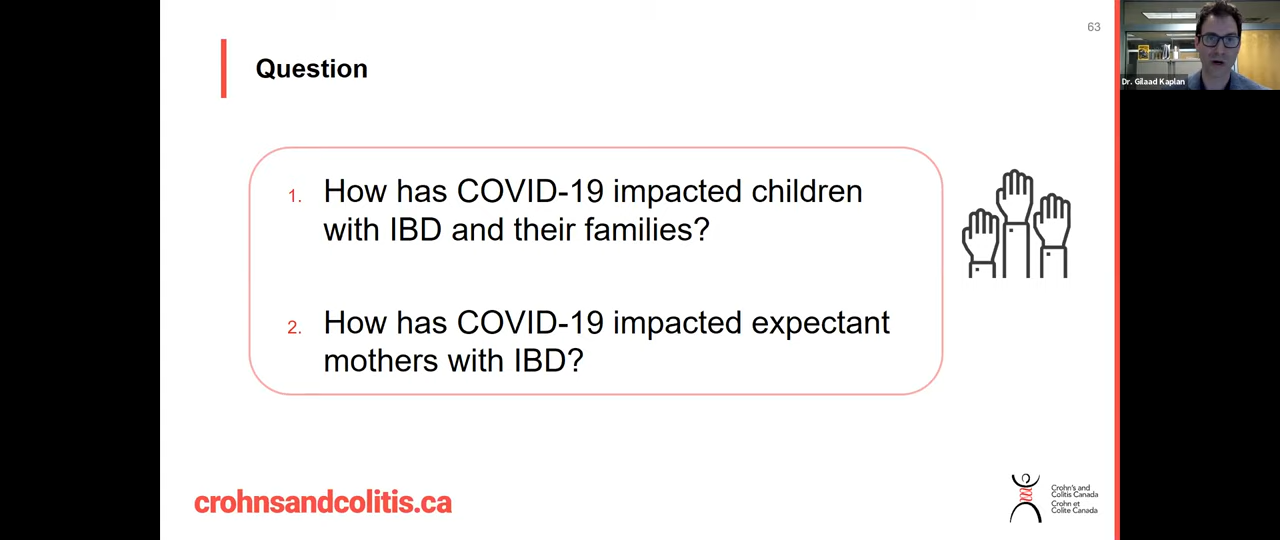 63
Dr. Gilaad Kaplan
Question
1. How has COVID-19 impacted children
with IBD and their families?
2. How has COVID-19 impacted expectant
mothers with IBD?
crohnsandcolitis.ca
Crohn's and
Colitis Canada
Crohn et
Colite Canada